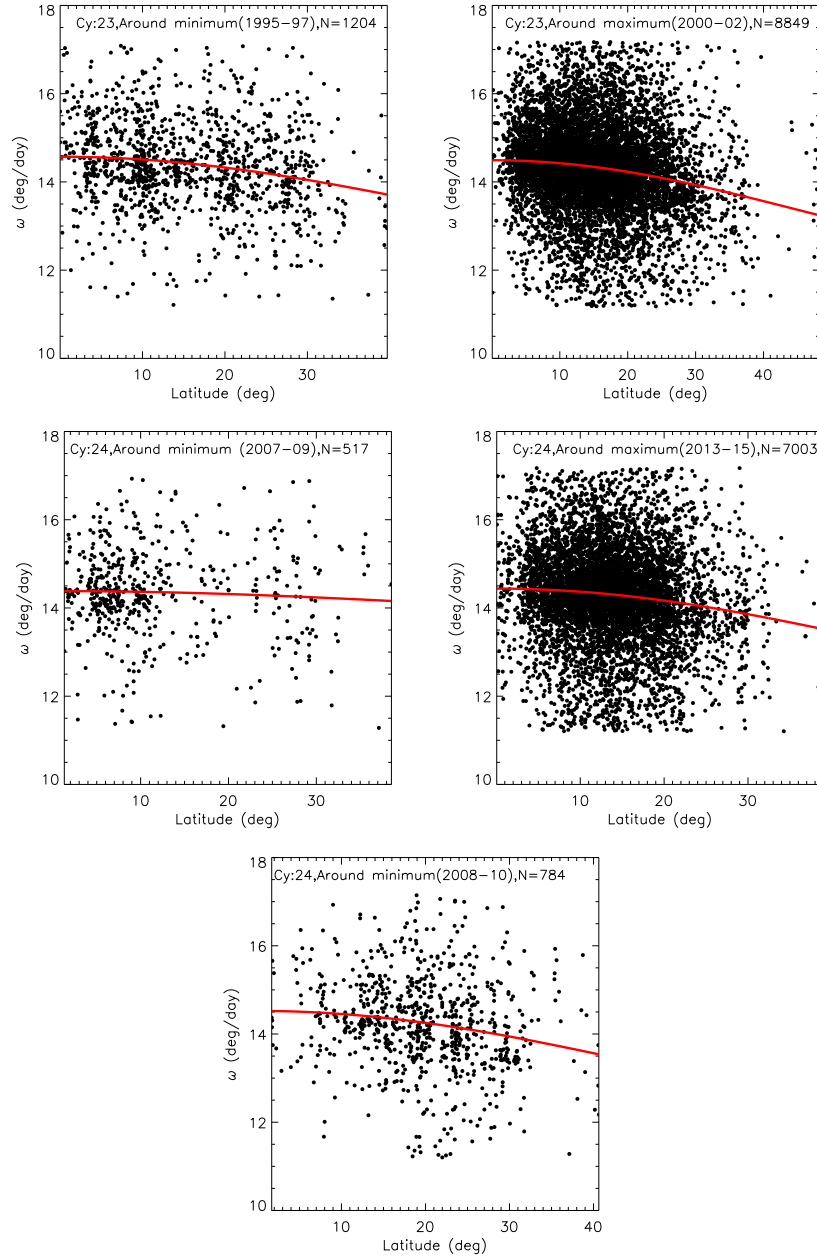 Cy:23,Around minimum(1995-97),N=1204
18
16
14
12
10
ω (deg/day)
10
20
30
Latitude (deg)
Cy:23,Around maximum(2000-02),N=8849
18
16
14
12
10
ω (deg/day)
10
20
30
40
Latitude (deg)
Cy:24,Around minimum (2007-09),N=517
18
16
14
12
10
ω (deg/day)
10
20
30
Latitude (deg)
Cy:24,Around maximum(2013-15),N=7003
18
16
14
12
10
ω (deg/day)
10
20
30
Latitude (deg)
Cy:24,Around minimum(2008-10),N=784
18
16
14
12
10
ω (deg/day)
10
20
30
40
Latitude (deg)